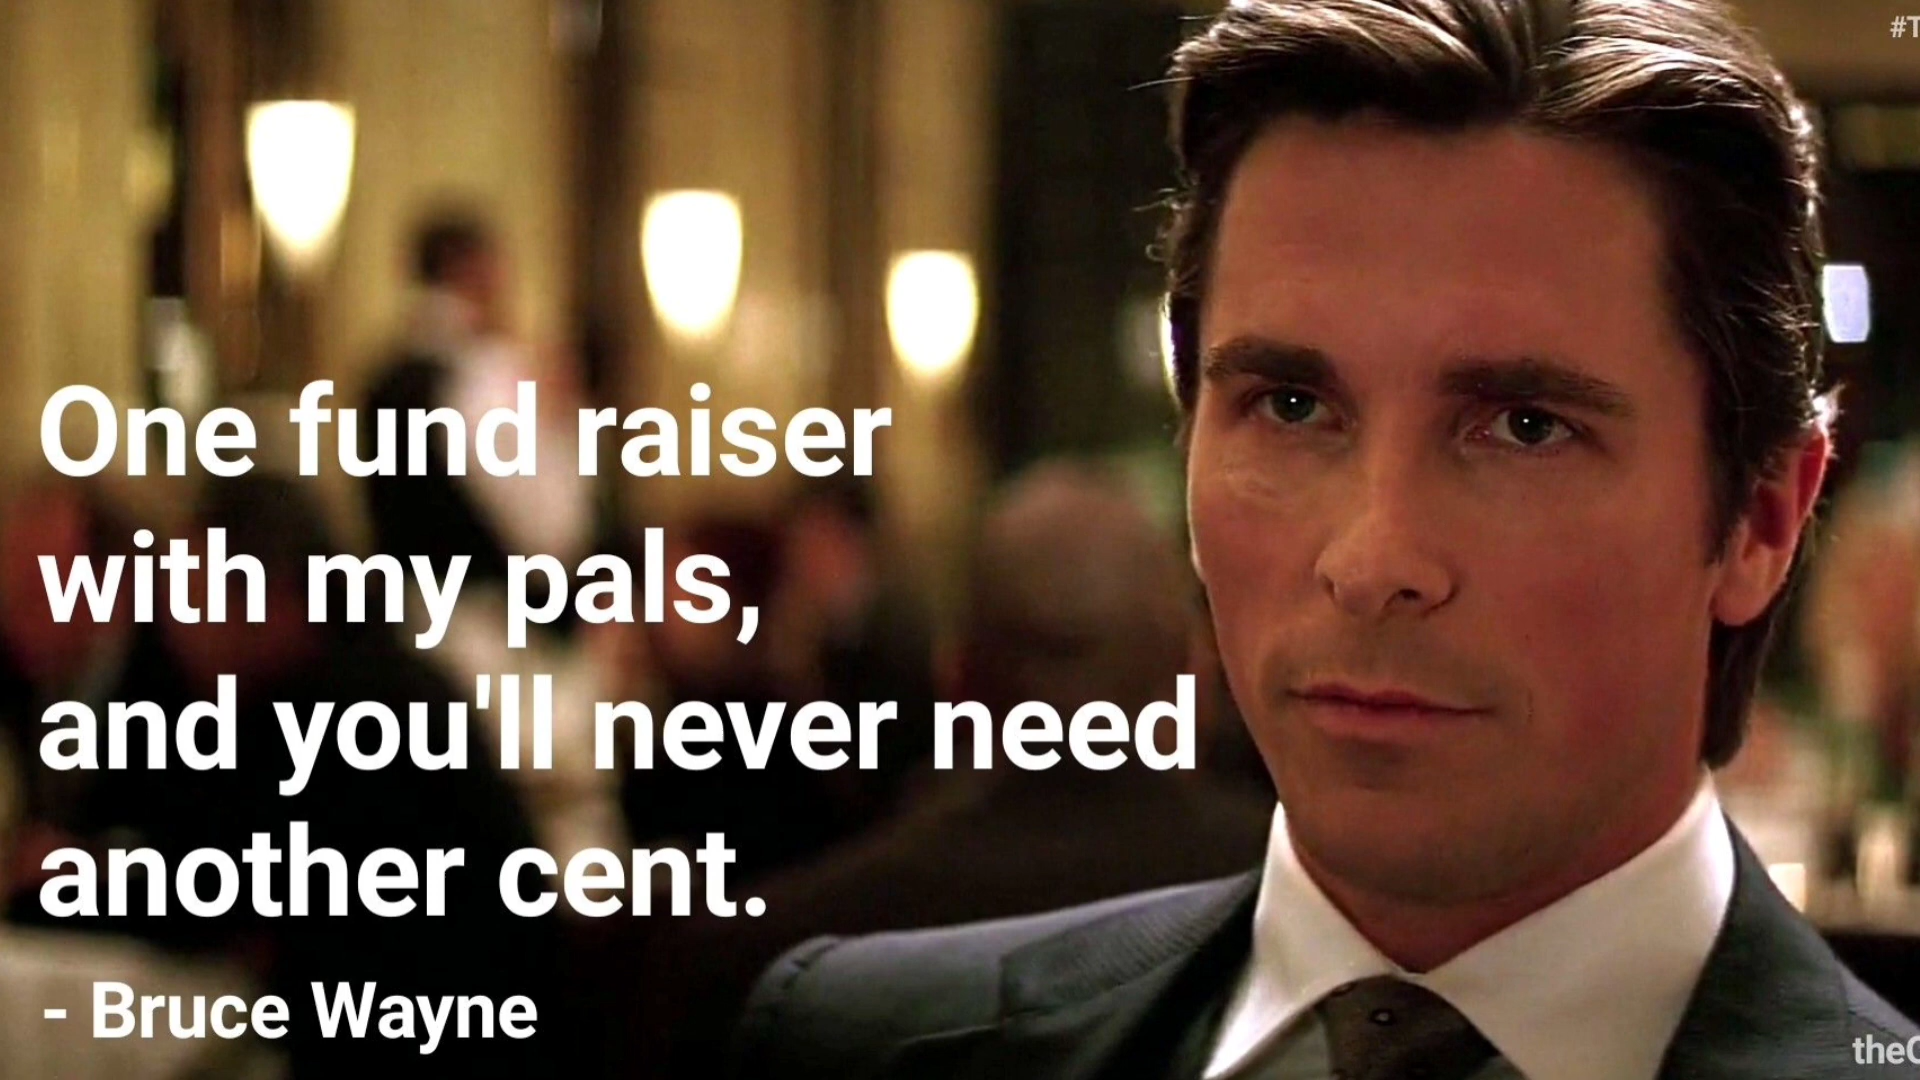 #T
One fund raiser
with my pals,
and you'll never need
another cent.
- Bruce Wayne